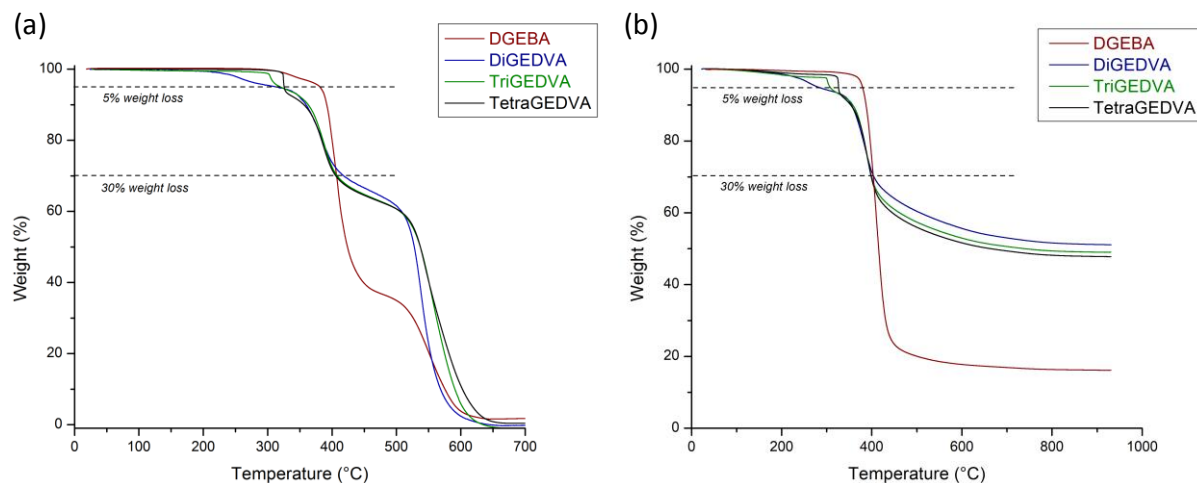 (a)
DGEBA
DiGEDVA
TriGEDVA
TetraGEDVA
100
80
60
40
20
0
5% weight loss
30% weight loss
Weight (%)
0 100 200 300 400 500 600 700
Temperature (°C)
(b)
DGEBA
DiGEDVA
TriGEDVA
TetraGEDVA
100
80
60
40
20
0
5% weight loss
30% weight loss
Weight (%)
0 200 400 600 800 1000
Temperature (°C)